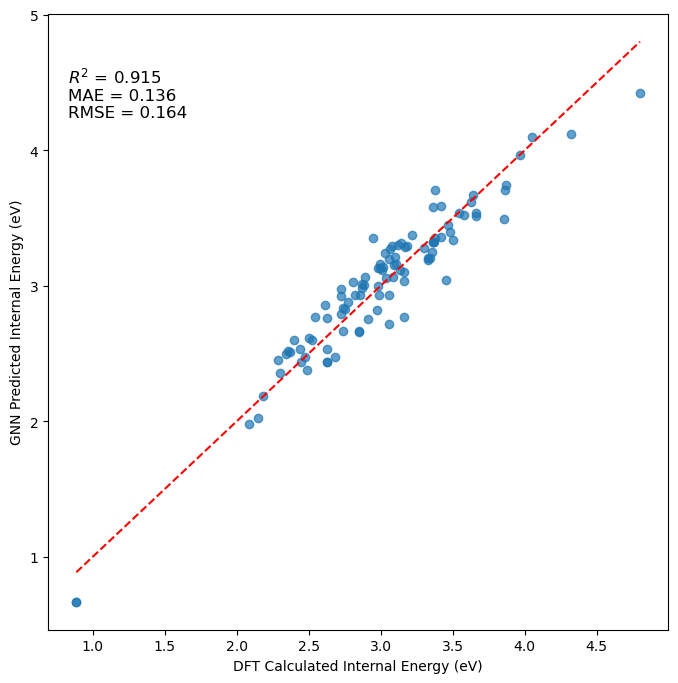 R² = 0.915
MAE = 0.136
RMSE = 0.164
5
4
3
2
1
GNN Predicted Internal Energy (eV)
1.0 1.5 2.0 2.5 3.0 3.5 4.0 4.5
DFT Calculated Internal Energy (eV)